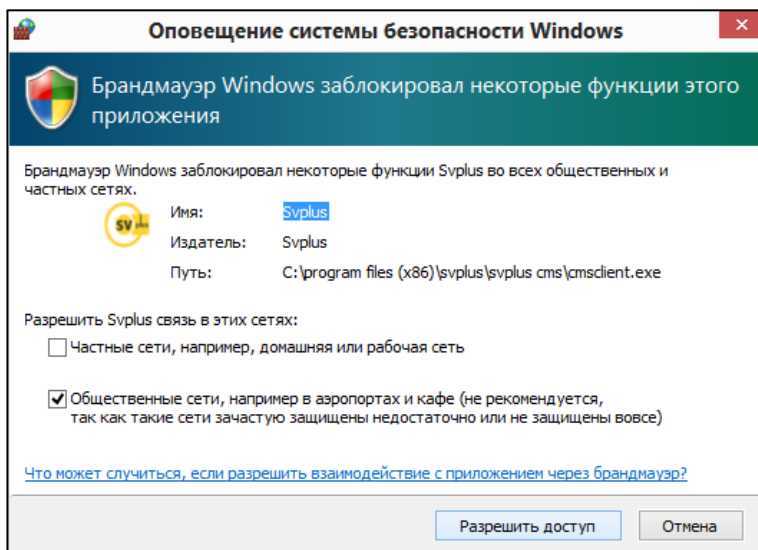 Оповещение системы безопасности Windows
Брандмауэр Windows заблокировал некоторые функции этого
приложения
Брандмауэр Windows заблокировал некоторые функции Svplus во всех общественных и
частных сетях.
SV plus
Имя: Svplus
Издатель: Svplus
Путь: C:\program files (x86)\svplus\svplus cms\cmsclient.exe
Разрешить Svplus связь в этих сетях:
Частные сети, например, домашняя или рабочая сеть
Общественные сети, например в аэропортах и кафе (не рекомендуется,
так как такие сети зачастую защищены недостаточно или не защищены вовсе)
Что может случиться, если разрешить взаимодействие с приложением через брандмауэр?
Разрешить доступ Отмена